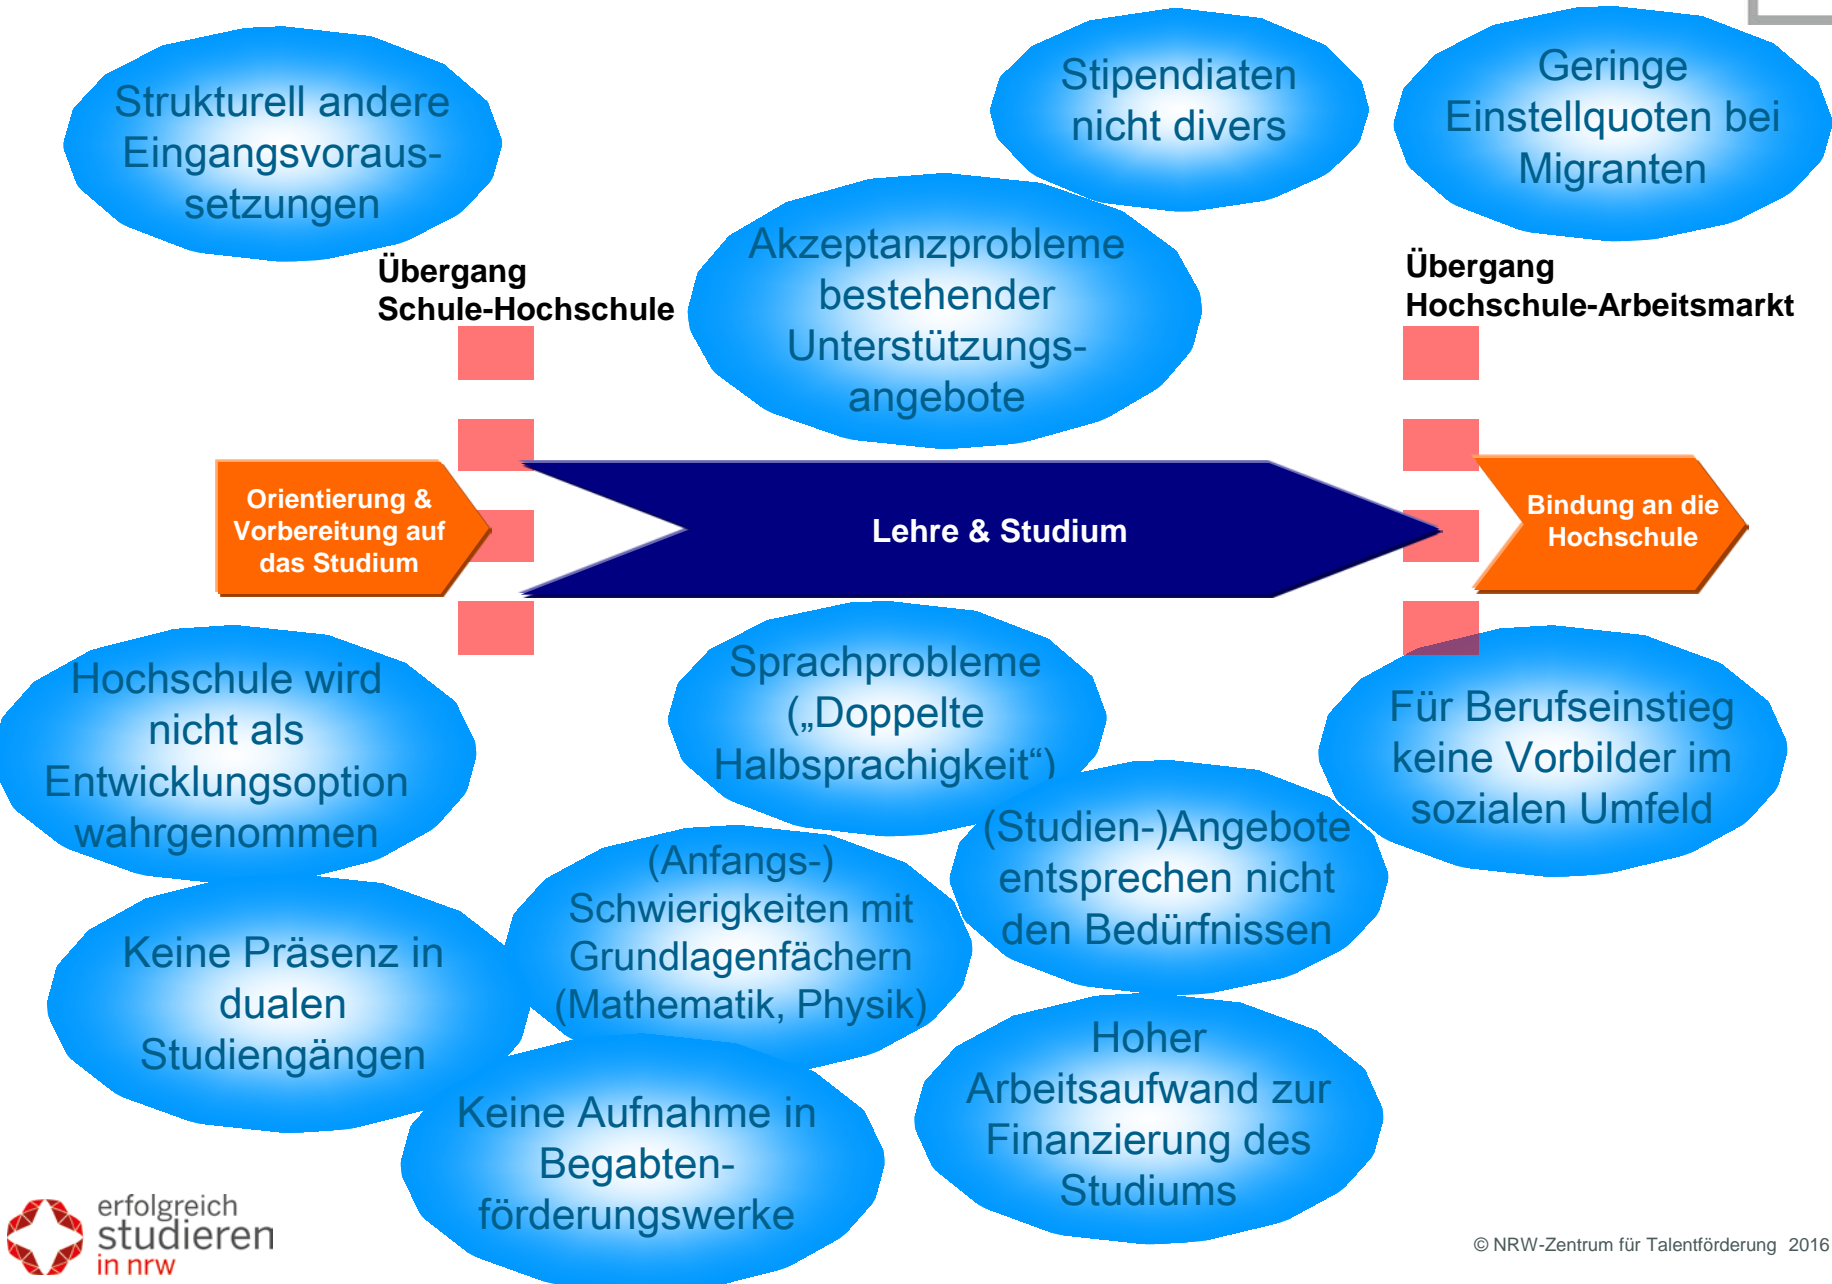 Strukturell andere
Eingangsvoraus-
setzungen
Stipendiaten
nicht divers
Geringe
Einstellquoten bei
Migranten
Akzeptanzprobleme
bestehender
Unterstützungs-
angebote
Übergang
Schule-Hochschule
Übergang
Hochschule-Arbeitsmarkt
Orientierung &
Vorbereitung auf
das Studium
Lehre & Studium
Bindung an die
Hochschule
Hochschule wird
nicht als
Entwicklungsoption
wahrgenommen
Sprachprobleme
(„Doppelte
Halbsprachigkeit“)
Für Berufseinstieg
keine Vorbilder im
sozialen Umfeld
(Studien-)Angebote
entsprechen nicht
den Bedürfnissen
(Anfangs-)
Schwierigkeiten mit
Grundlagenfächern
(Mathematik, Physik)
Keine Präsenz in
dualen
Studiengängen
Hoher
Arbeitsaufwand zur
Finanzierung des
Studiums
Keine Aufnahme in
Begabten-
förderungswerke
erfolgreich
studieren
in nrw
© NRW-Zentrum für Talentförderung 2016